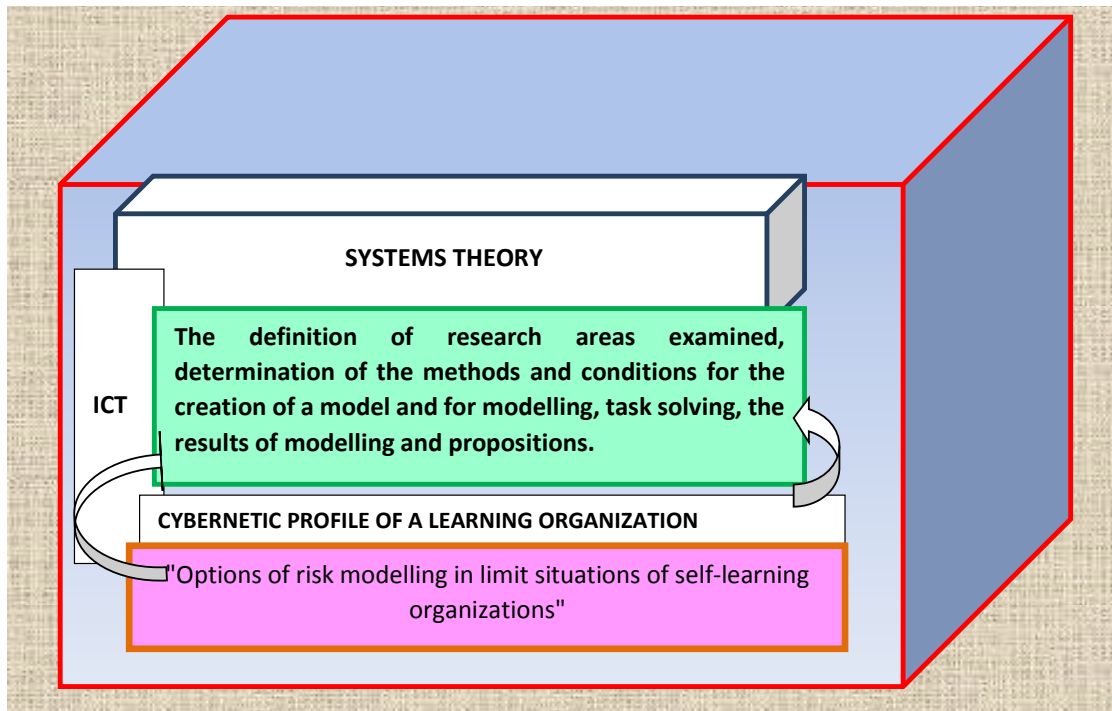 SYSTEMS THEORY
The definition of research areas examined,
determination of the methods and conditions for the
creation of a model and for modelling, task solving, the
results of modelling and propositions.
ICT
CYBERNETIC PROFILE OF A LEARNING ORGANIZATION
"Options of risk modelling in limit situations of self-learning
organizations"